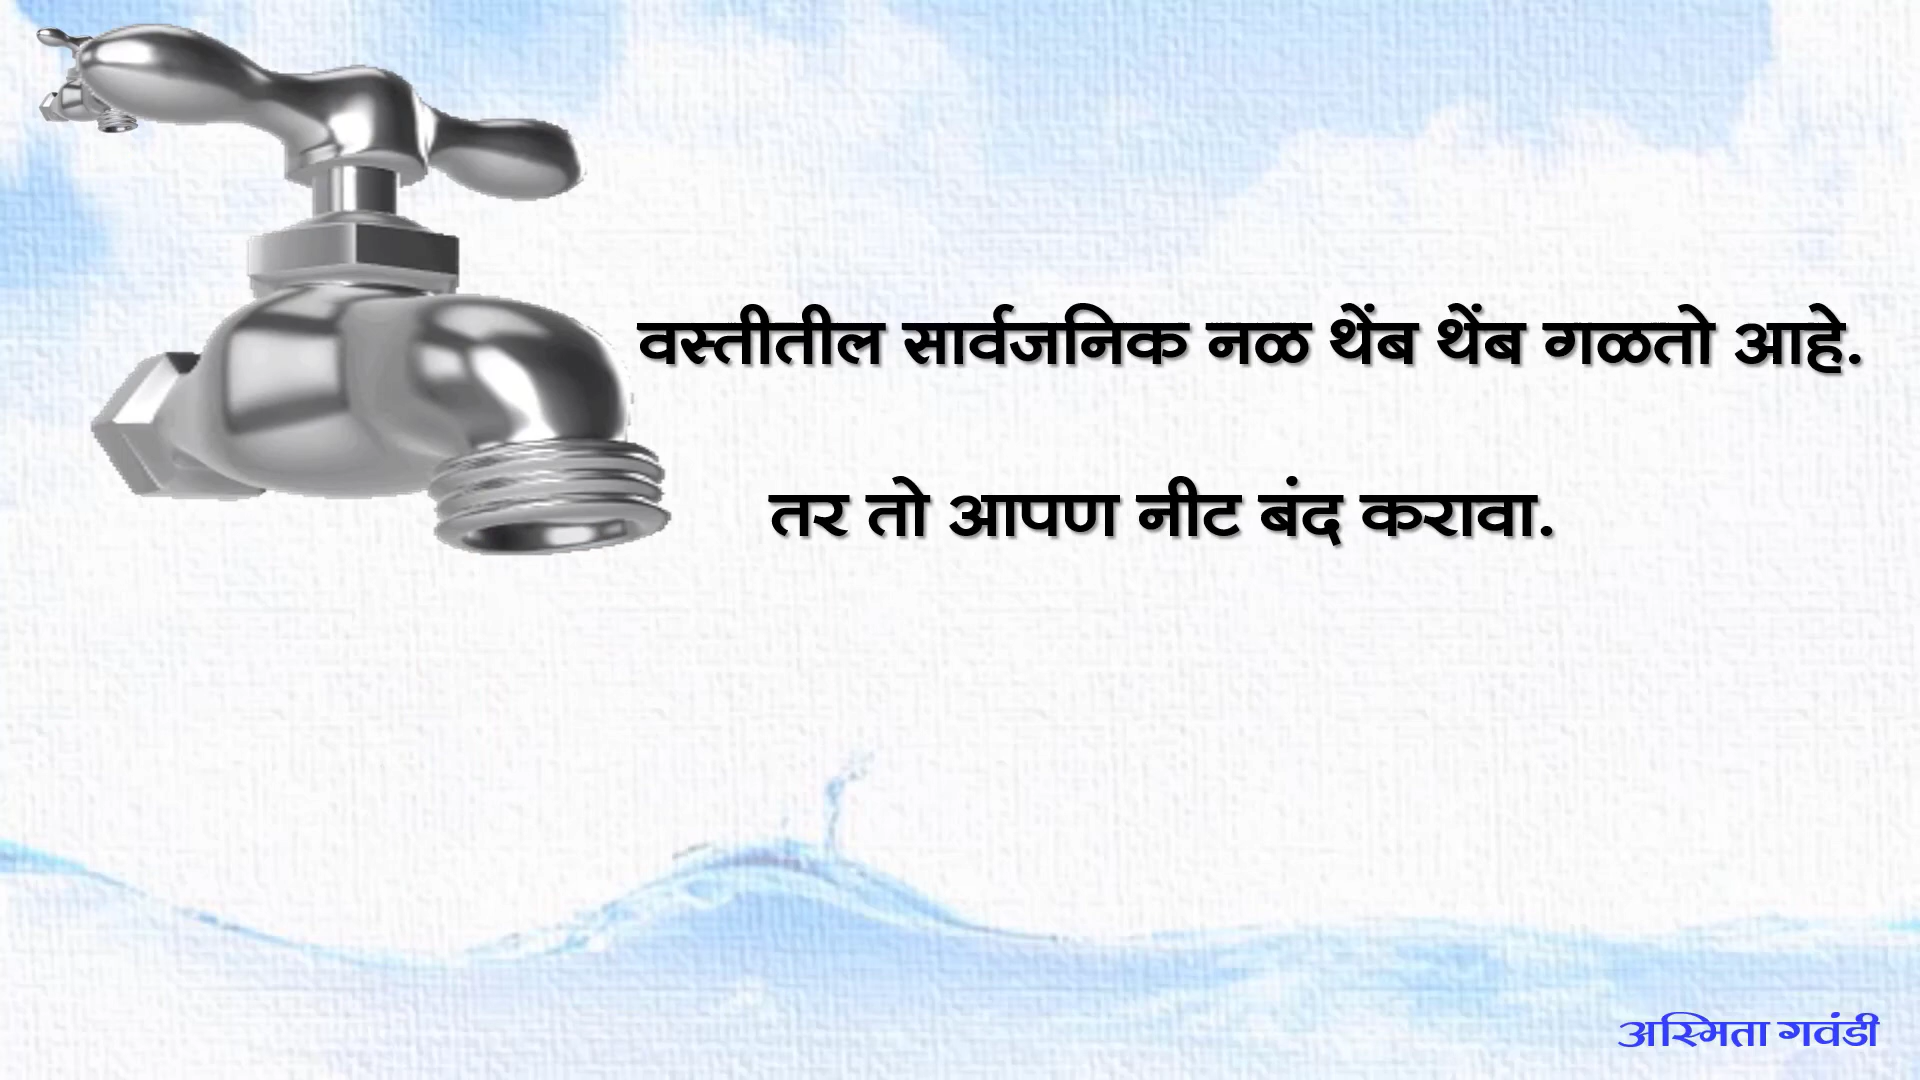 वस्तीतील सार्वजनिक नळ थेंब थेंब गळतो आहे.
तर तो आपण नीट बंद करावा.
अस्मिता गवंडी